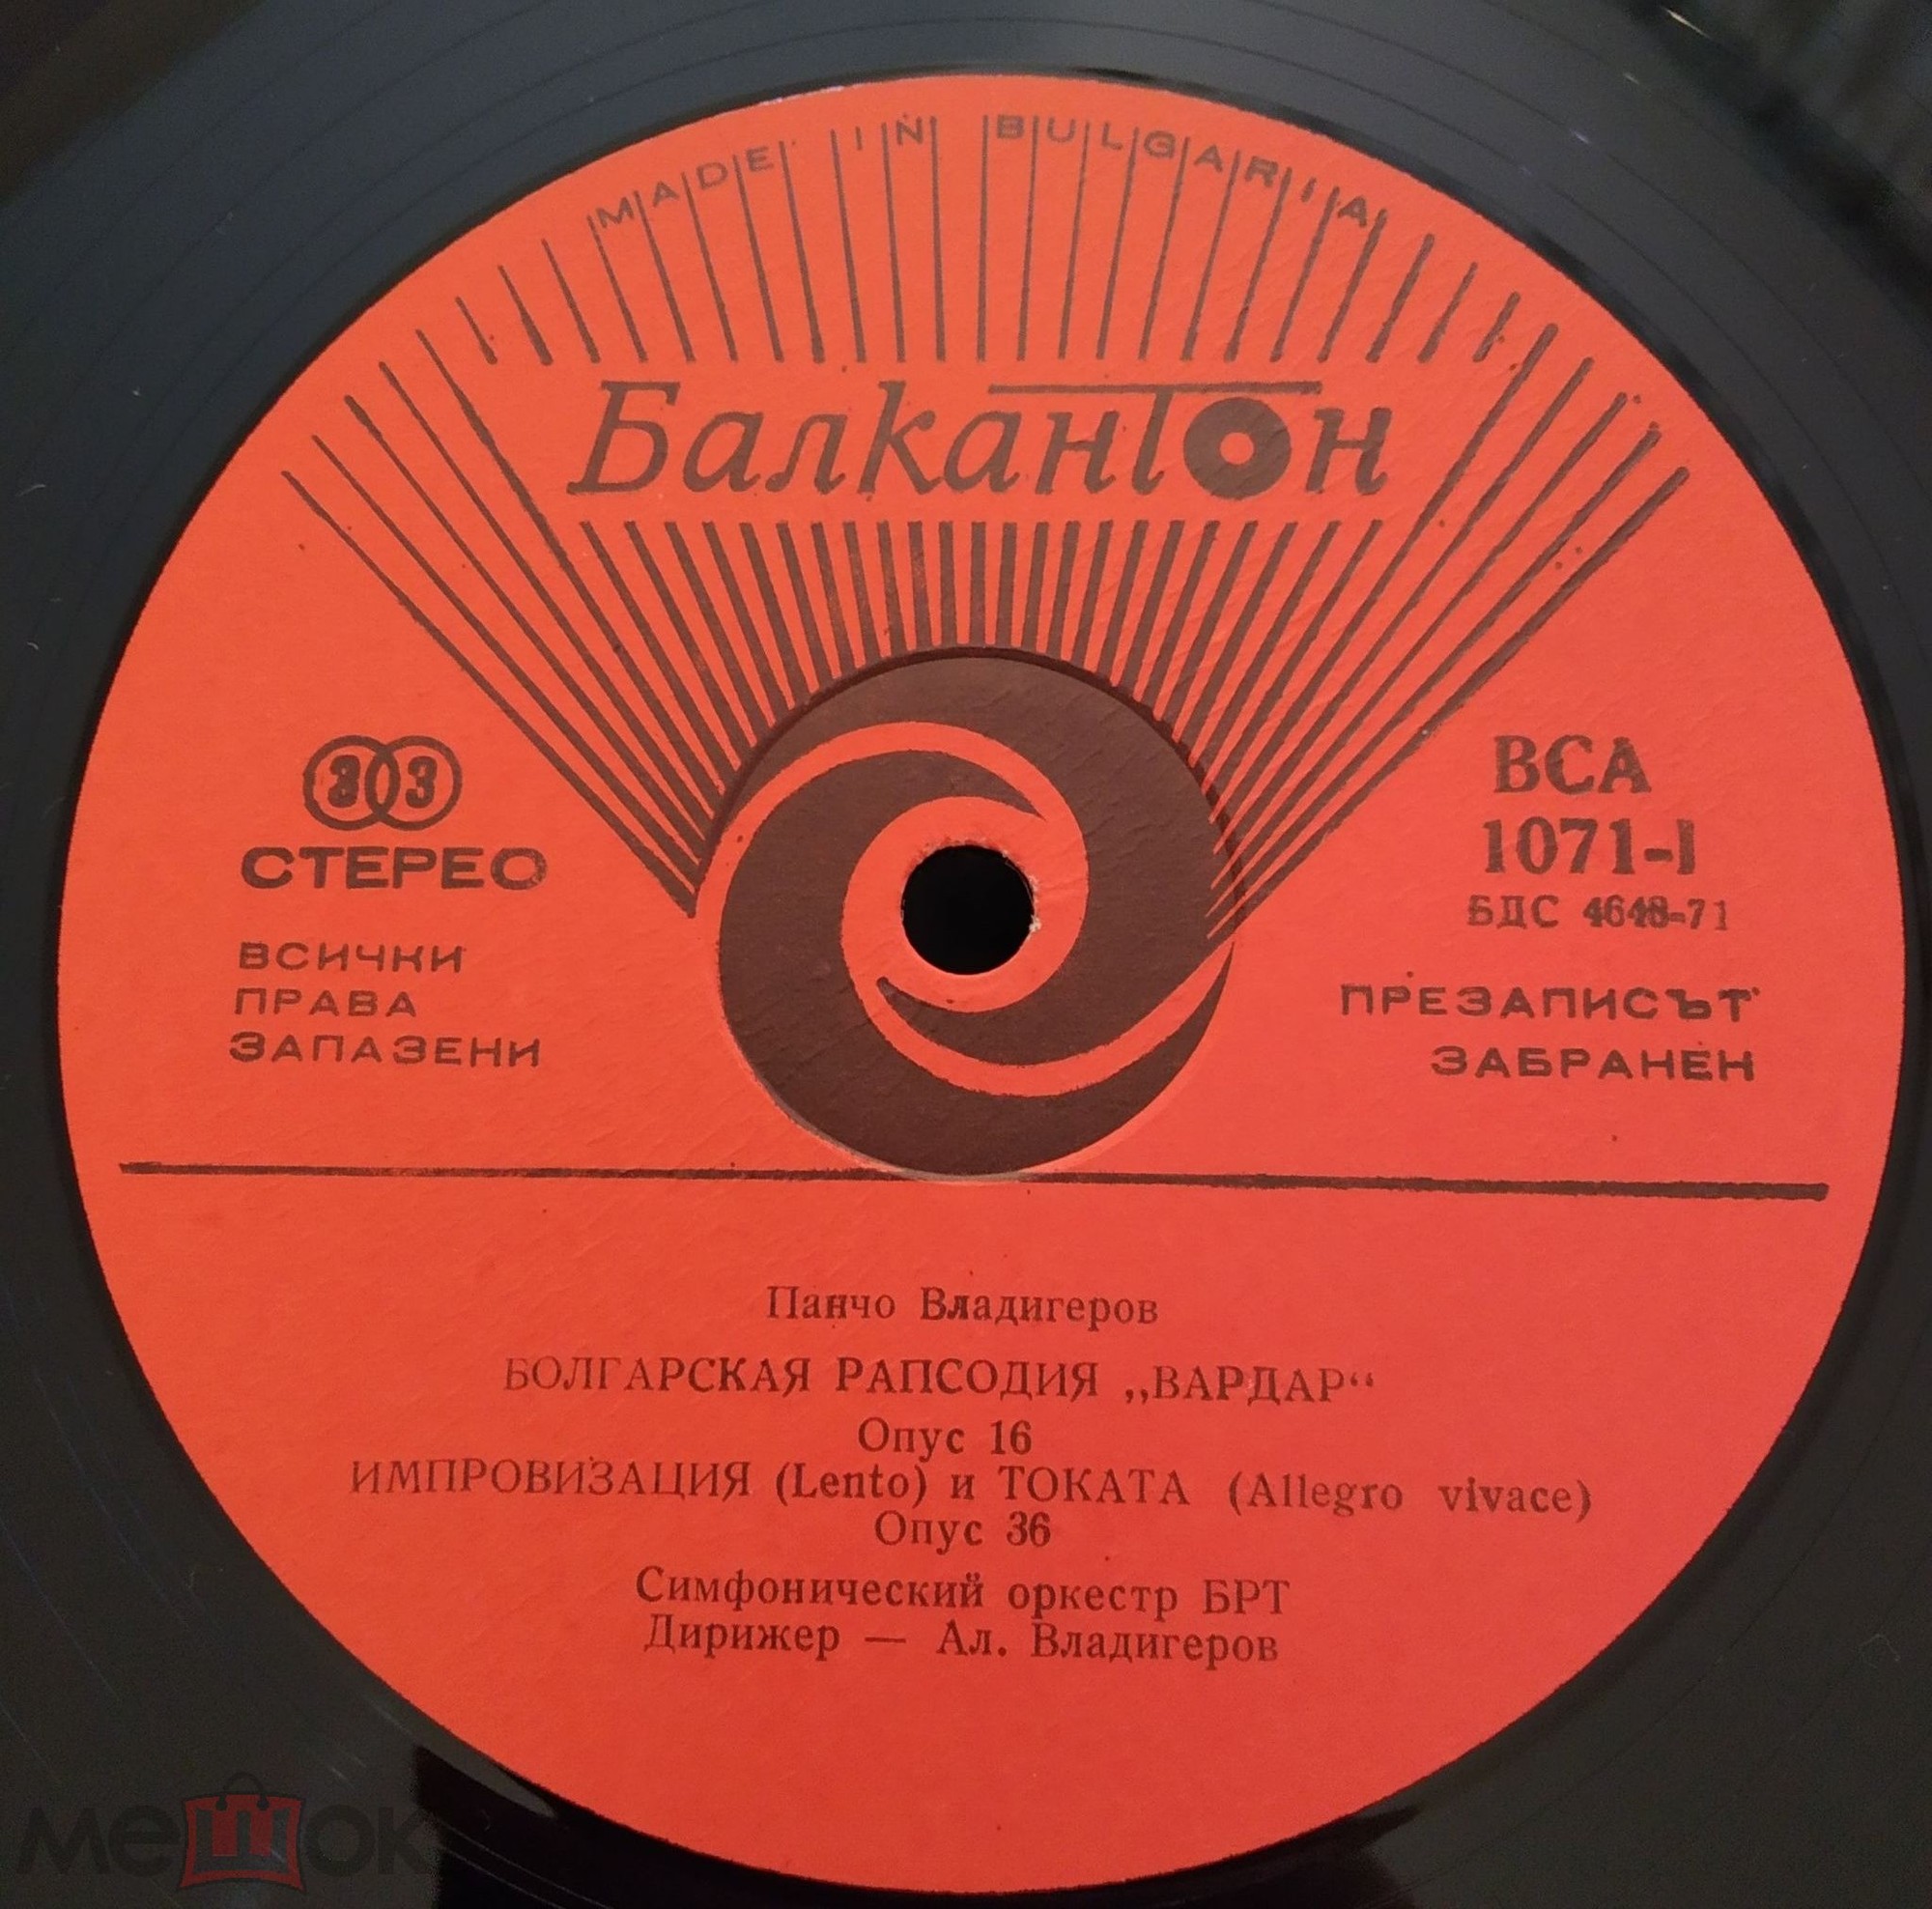 MADE IN BULGARIA
Балкантон
33
СТЕРЕО
ВСИЧКИ
ПРАВА
ЗАПАЗЕНИ
ВСА
1071-I
БДС 4648-71
ПРЕЗАПИСЪТ
ЗАБРАНЕН
Панчо Владигеров
БОЛГАРСКАЯ РАПСОДИЯ „ВАРДАР“
Опус 16
ИМПРОВИЗАЦИЯ (Lento) и ТОКАТА (Allegro vivace)
Опус 36
Симфонический оркестр БРТ
Дирижер — Ал. Владигеров
мешок